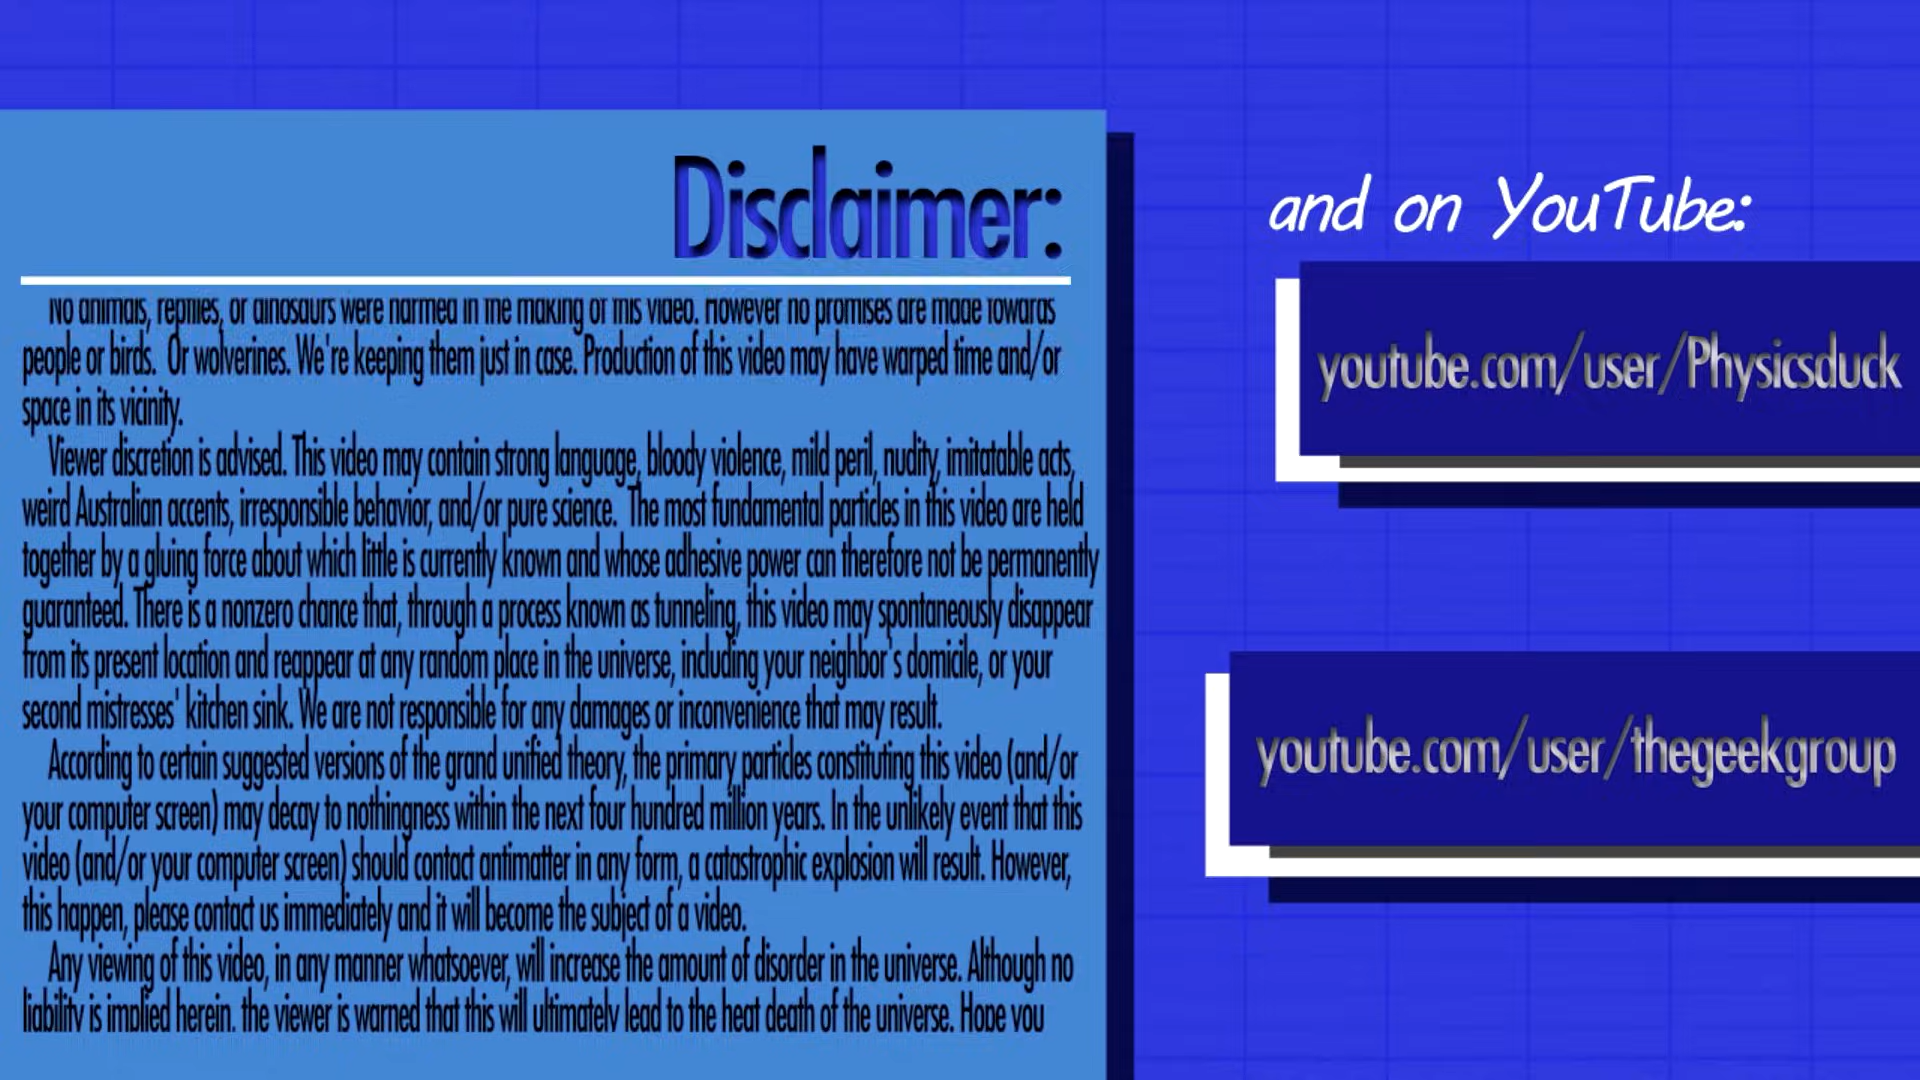 Disclaimer:
No animals, reptiles, or dinosaurs were harmed in the making of this video. However no promises are made towards
people or birds.  Or wolverines. We're keeping them just in case. Production of this video may have warped time and/or
space in its vicinity.
Viewer discretion is advised. This video may contain strong language, bloody violence, mild peril, nudity, imitatable acts,
weird Australian accents, irresponsible behavior, and/or pure science.  The most fundamental particles in this video are held
together by a gluing force about which little is currently known and whose adhesive power can therefore not be permanently
guaranteed. There is a nonzero chance that, through a process known as tunneling, this video may spontaneously disappear
from its present location and reappear at any random place in the universe, including your neighbor's domicile, or your
second mistresses' kitchen sink. We are not responsible for any damages or inconvenience that may result.
According to certain suggested versions of the grand unified theory, the primary particles constituting this video (and/or
your computer screen) may decay to nothingness within the next four hundred million years. In the unlikely event that this
video (and/or your computer screen) should contact antimatter in any form, a catastrophic explosion will result. However,
this happen, please contact us immediately and it will become the subject of a video.
Any viewing of this video, in any manner whatsoever, will increase the amount of disorder in the universe. Although no
liability is implied herein, the viewer is warned that this will ultimately lead to the heat death of the universe. Hope you
and on YouTube:
youtube.com/user/Physicsduck
youtube.com/user/thegeekgroup